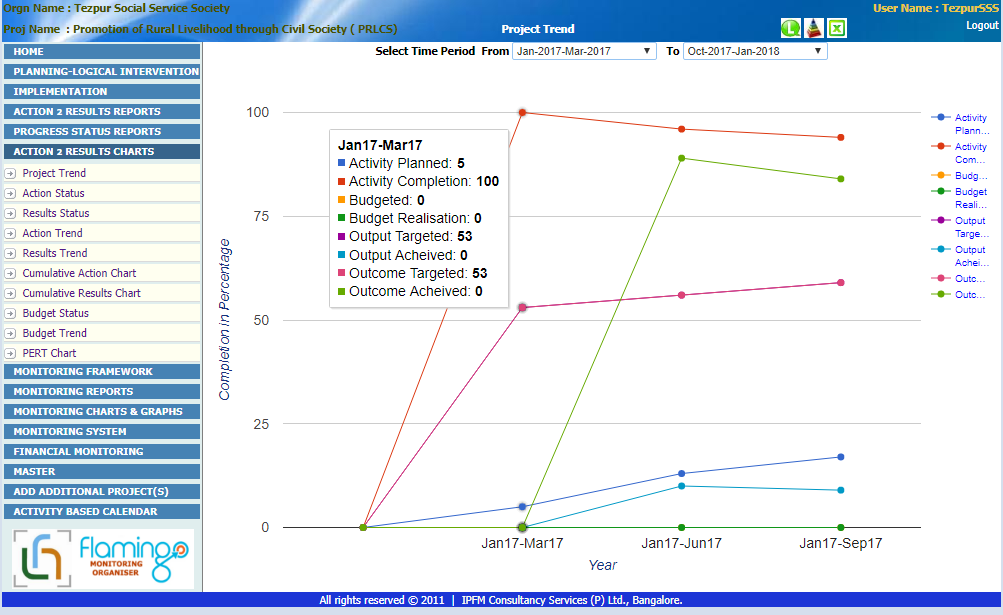 Orgn Name : Tezpur Social Service Society
User Name : TezpurSSS
Proj Name : Promotion of Rural Livelihood through Civil Society ( PRLCS)
Project Trend
Logout
Select Time Period From Jan-2017-Mar-2017 To Oct-2017-Jan-2018
HOME
PLANNING-LOGICAL INTERVENTION
IMPLEMENTATION
ACTION 2 RESULTS REPORTS
PROGRESS STATUS REPORTS
ACTION 2 RESULTS CHARTS
Project Trend
Action Status
Results Status
Action Trend
Results Trend
Cumulative Action Chart
Cumulative Results Chart
Budget Status
Budget Trend
PERT Chart
MONITORING FRAMEWORK
MONITORING REPORTS
MONITORING CHARTS & GRAPHS
MONITORING SYSTEM
FINANCIAL MONITORING
MASTER
ADD ADDITIONAL PROJECT(S)
ACTIVITY BASED CALENDAR
Flamingo
MONITORING
ORGANISER
Completion in Percentage
100
75
50
25
0
Jan17-Mar17
Activity Planned: 5
Activity Completion: 100
Budgeted: 0
Budget Realisation: 0
Output Targeted: 53
Output Acheived: 0
Outcome Targeted: 53
Outcome Acheived: 0
Jan17-Mar17
Jan17-Jun17
Jan17-Sep17
Year
Activity
Plann...
Activity
Com...
Budg...
Budget
Reali...
Output
Targe...
Output
Achei...
Outc...
Outc...
All rights reserved © 2011 | IPFM Consultancy Services (P) Ltd., Bangalore.